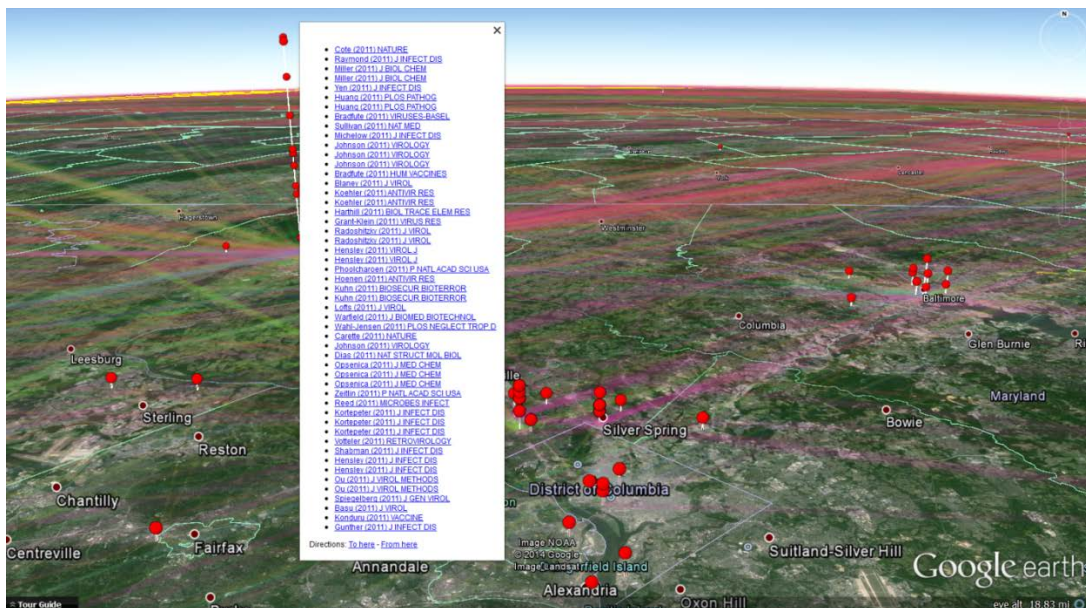 Cote (2011) NATURE
Raymond (2011) J INFECT DIS
Miller (2011) J BIOL CHEM
Miller (2011) J BIOL CHEM
Yen (2011) J INFECT DIS
Huang (2011) PLOS PATHOG
Huang (2011) PLOS PATHOG
Bradfute (2011) VIRUSES-BASEL
Sullivan (2011) NAT MED
Michelow (2011) J INFECT DIS
Johnson (2011) VIROLOGY
Johnson (2011) VIROLOGY
Johnson (2011) VIROLOGY
Bradfute (2011) HUM VACCINES
Blaney (2011) J VIROL
Koehler (2011) ANTIVIR RES
Koehler (2011) ANTIVIR RES
Harthill (2011) BIOL TRACE ELEM RES
Grant-Klein (2011) VIRUS RES
Radoshitzky (2011) J VIROL
Radoshitzky (2011) J VIROL
Hensley (2011) VIROL J
Hensley (2011) VIROL J
Phoolcharoen (2011) P NATL ACAD SCI USA
Hoenen (2011) ANTIVIR RES
Kuhn (2011) BIOSECUR BIOTERROR
Kuhn (2011) BIOSECUR BIOTERROR
Lofts (2011) J VIROL
Warfield (2011) J BIOMED BIOTECHNOL
Wahl-Jensen (2011) PLOS NEGLECT TROP D
Carette (2011) NATURE
Johnson (2011) VIROLOGY
Dias (2011) NAT STRUCT MOL BIOL
Opsenica (2011) J MED CHEM
Opsenica (2011) J MED CHEM
Opsenica (2011) J MED CHEM
Zeitlin (2011) P NATL ACAD SCI USA
Reed (2011) MICROBES INFECT
Kortepeter (2011) J INFECT DIS
Kortepeter (2011) J INFECT DIS
Kortepeter (2011) J INFECT DIS
Votteler (2011) RETROVIROLOGY
Shabman (2011) J INFECT DIS
Hensley (2011) J INFECT DIS
Hensley (2011) J INFECT DIS
Ou (2011) J VIROL METHODS
Ou (2011) J VIROL METHODS
Spiegelberg (2011) J GEN VIROL
Basu (2011) J VIROL
Konduru (2011) VACCINE
Gunther (2011) J INFECT DIS
Directions: To here - From here
N
York
Lancaster
Hagerstown
Westminster
Baltimore
Columbia
Glen Burnie
Leesburg
ville
Maryland
Sterling
Silver Spring
Bowie
Reston
Chantilly
District of Columbia
Centreville
Fairfax
Annandale
Suitland-Silver Hill
Image NOAA
© 2014 Google
Image Landsat
rfield Island
Alexandria
Oxon Hill
Google earth
Tour Guide
eye alt 18.83 mi